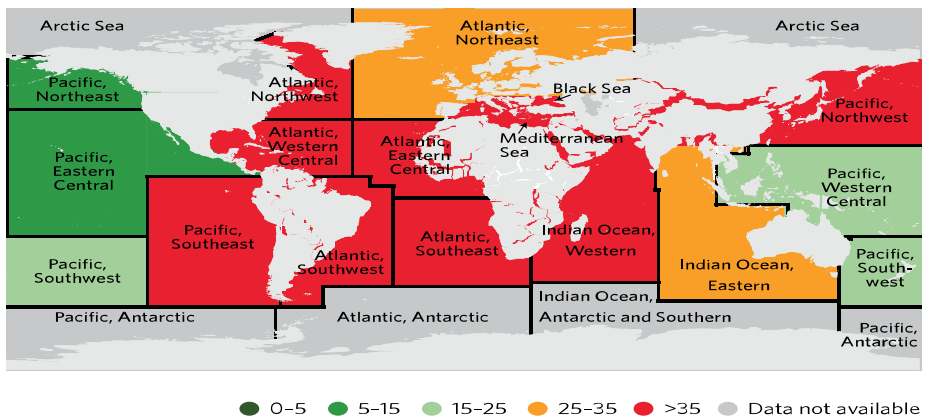 Arctic Sea
Atlantic,
Northeast
Arctic Sea
Pacific,
Northeast
Atlantic,
Northwest
Black Sea
Pacific,
Northwest
Atlantic,
Western
Central
Atlantic,
Eastern
Central
Mediterranean
Sea
Pacific,
Eastern
Central
Pacific,
Western
Central
Pacific,
Southeast
Atlantic,
Southwest
Atlantic,
Southeast
Indian Ocean,
Western
Pacific,
Southwest
Indian Ocean,
Eastern
Pacific,
South-
west
Pacific, Antarctic
Atlantic, Antarctic
Indian Ocean,
Antarctic and Southern
Pacific,
Antarctic
0–5 5–15 15–25 25–35 >35 Data not available